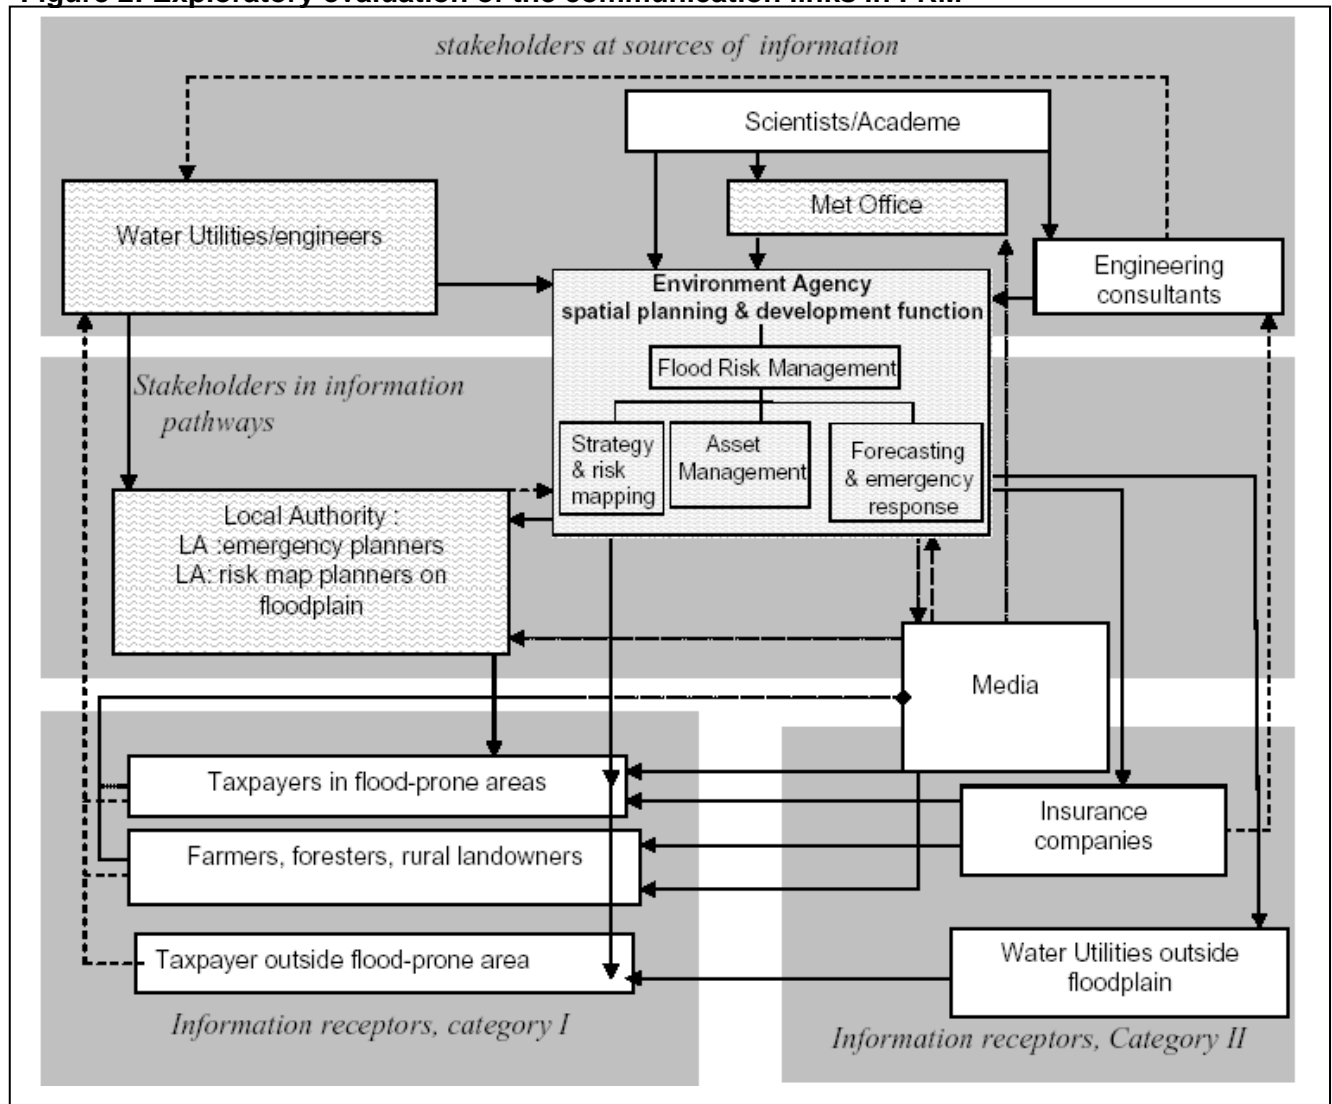 Figure 2: Exploratory evaluation of the communication links in FRM
stakeholders at sources of information
Scientists/Academe
Met Office
Water Utilities/engineers
Engineering
consultants
Environment Agency
spatial planning & development function
Flood Risk Management
Stakeholders in information
pathways
Strategy
& risk
mapping
Asset
Management
Forecasting
& emergency
response
Local Authority :
LA :emergency planners
LA: risk map planners on
floodplain
Media
Taxpayers in flood-prone areas
Farmers, foresters, rural landowners
Taxpayer outside flood-prone area
Information receptors, category I
Insurance
companies
Water Utilities outside
floodplain
Information receptors, Category II